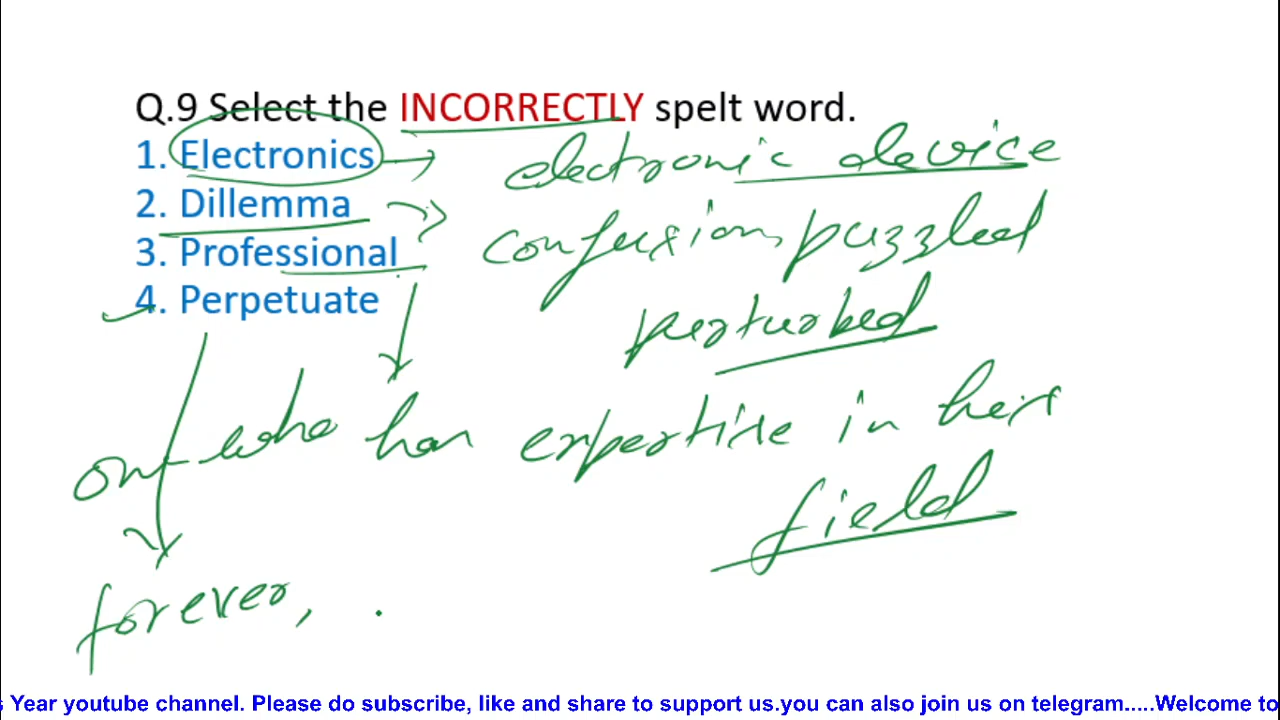 Q.9 Select the INCORRECTLY spelt word.
1. Electronics
electronic device
2. Dillemma
confusion, puzzled
3. Professional
4. Perpetuate
perturbed
one who has expertise in
field
forever,
s Year youtube channel. Please do subscribe, like and share to support us.you can also join us on telegram.....Welcome to